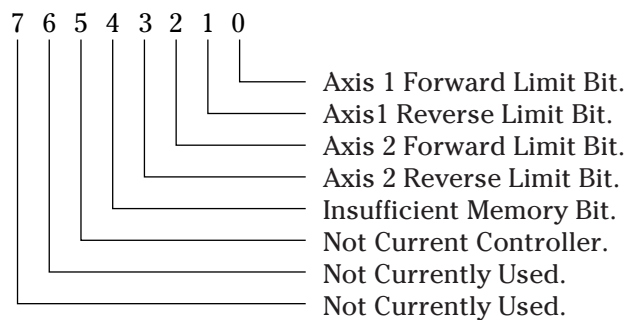 7 6 5 4 3 2 1 0
Axis 1 Forward Limit Bit.
Axis1 Reverse Limit Bit.
Axis 2 Forward Limit Bit.
Axis 2 Reverse Limit Bit.
Insufficient Memory Bit.
Not Current Controller.
Not Currently Used.
Not Currently Used.